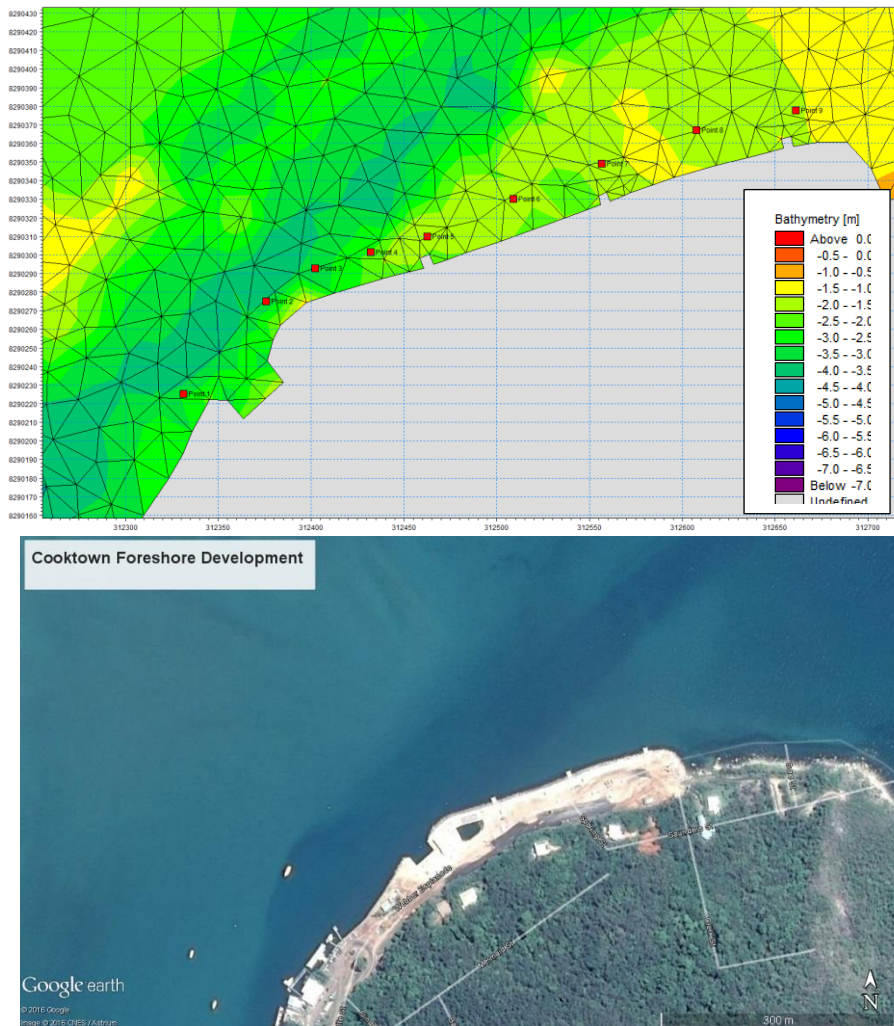 8290430
8290420
8290410
8290400
8290390
8290380
8290370
8290360
8290350
8290340
8290330
8290320
8290310
8290300
8290290
8290280
8290270
8290260
8290250
8290240
8290230
8290220
8290210
8290200
8290190
8290180
8290170
8290160
Point 9
Point 8
Point 7
Point 6
Point 5
Point 4
Point 3
Point 2
Point 1
312300
312350
312400
312450
312500
312550
312600
312650
312700
Bathymetry [m]
Above 0.0
-0.5 - 0.0
-1.0 - -0.5
-1.5 - -1.0
-2.0 - -1.5
-2.5 - -2.0
-3.0 - -2.5
-3.5 - -3.0
-4.0 - -3.5
-4.5 - -4.0
-5.0 - -4.5
-5.5 - -5.0
-6.0 - -5.5
-6.5 - -6.0
-7.0 - -6.5
Below -7.0
Undefined
Cooktown Foreshore Development
Webber Esplanade
Google earth
© 2016 Google
Image © 2016 CNES / Astrium
N
300 m